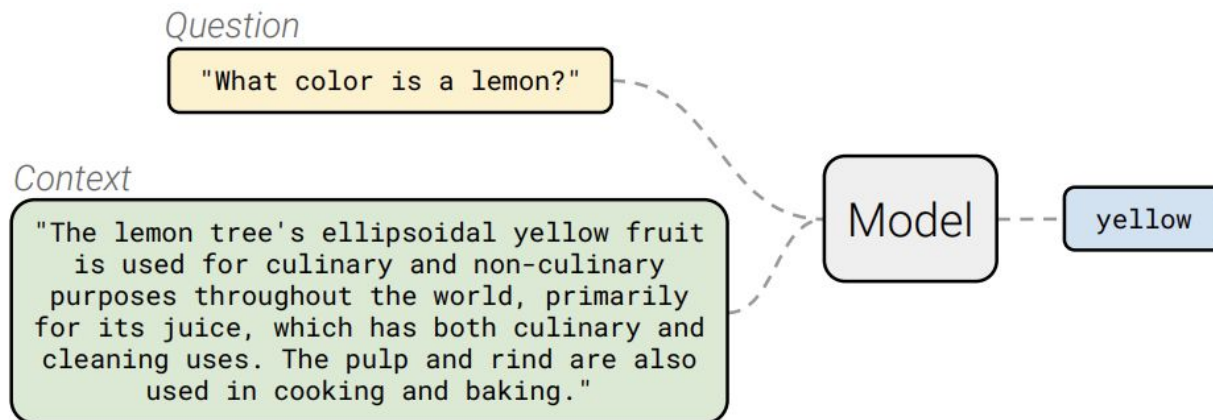 Question
"What color is a lemon?"
Context
"The lemon tree's ellipsoidal yellow fruit
is used for culinary and non-culinary
purposes throughout the world, primarily
for its juice, which has both culinary and
cleaning uses. The pulp and rind are also
used in cooking and baking."
Model
yellow